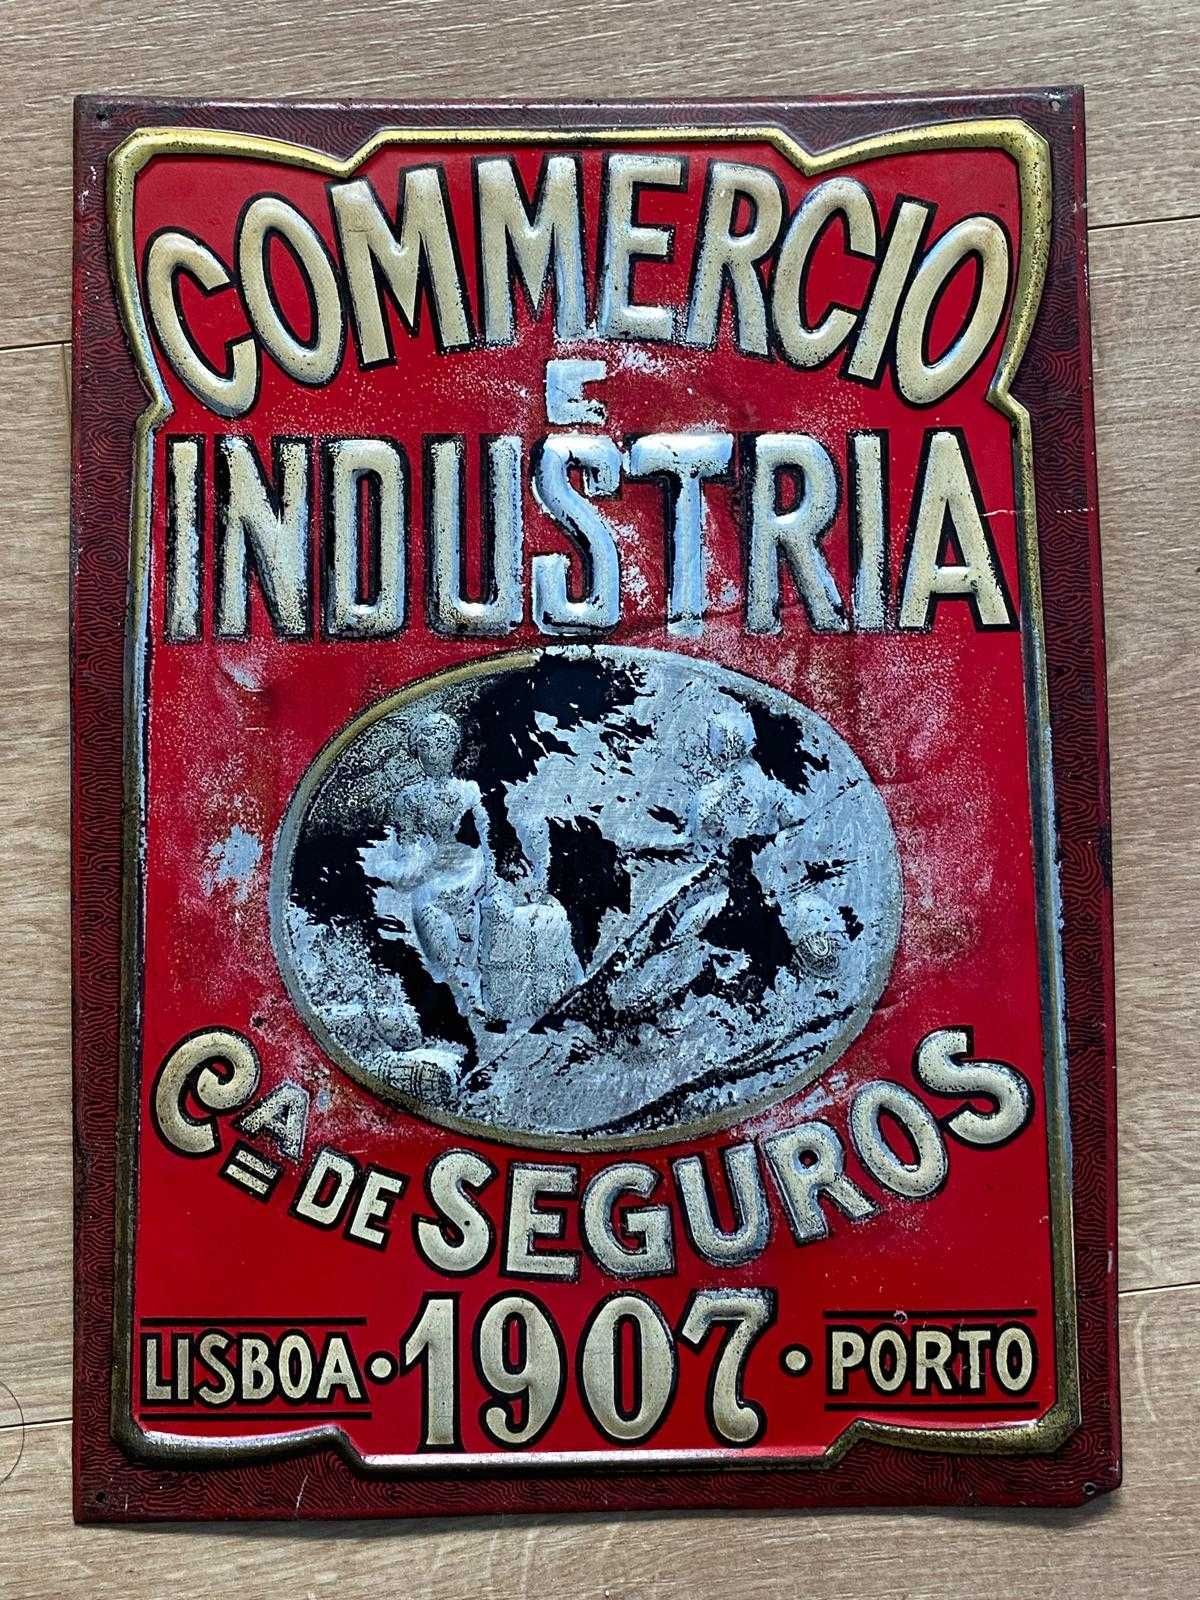 COMMERCIO
E
INDUSTRIA
Cª DE SEGUROS
LISBOA · 1907 · PORTO